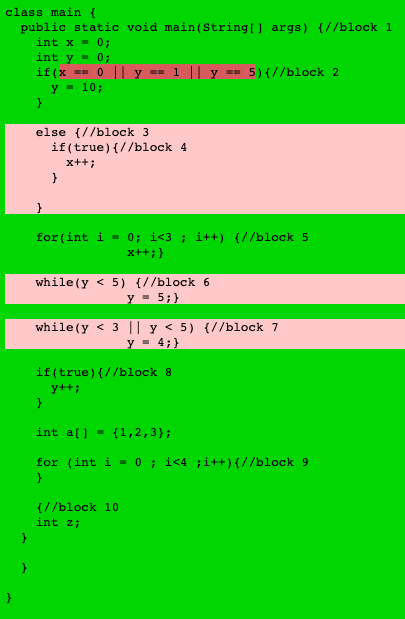 class main {
  public static void main(String[] args) {//block 1
    int x = 0;
    int y = 0;
    if(x == 0 || y == 1 || y == 5){//block 2
      y = 10;
    }
    else {//block 3
      if(true){//block 4
        x++;
      }
    }
    for(int i = 0; i<3 ; i++) {//block 5
                x++;}
    while(y < 5) {//block 6
                y = 5;}
    while(y < 3 || y < 5) {//block 7
                y = 4;}
    if(true){//block 8
      y++;
    }
    int a[] = {1,2,3};
    for (int i = 0 ; i<4 ;i++){//block 9
    }
    {//block 10
    int z;
  }
  }
}